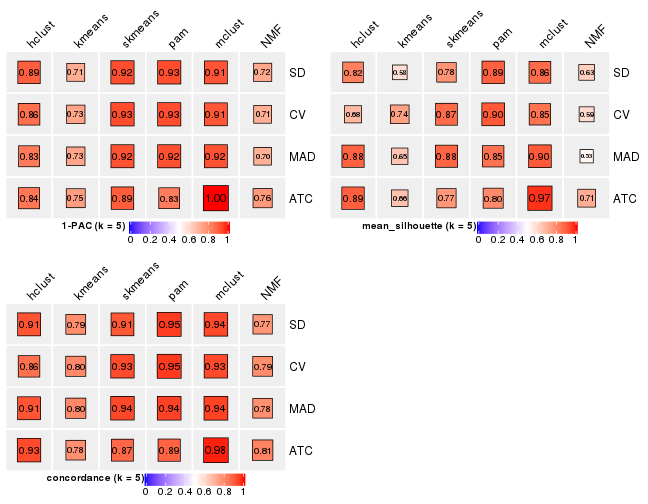 hclust kmeans skmeans pam mclust NMF
0.89 0.71 0.92 0.93 0.91 0.72 SD
0.86 0.73 0.93 0.93 0.91 0.71 CV
0.83 0.73 0.92 0.92 0.92 0.70 MAD
0.84 0.75 0.89 0.83 1.00 0.76 ATC
1-PAC (k = 5)
0 0.2 0.4 0.6 0.8 1
hclust kmeans skmeans pam mclust NMF
0.82 0.58 0.78 0.89 0.86 0.63 SD
0.68 0.74 0.87 0.90 0.85 0.59 CV
0.88 0.65 0.88 0.85 0.90 0.53 MAD
0.89 0.66 0.77 0.80 0.97 0.71 ATC
mean_silhouette (k = 5)
0 0.2 0.4 0.6 0.8 1
hclust kmeans skmeans pam mclust NMF
0.91 0.79 0.91 0.95 0.94 0.77 SD
0.86 0.80 0.93 0.95 0.93 0.79 CV
0.91 0.80 0.94 0.94 0.94 0.78 MAD
0.93 0.78 0.87 0.89 0.98 0.81 ATC
concordance (k = 5)
0 0.2 0.4 0.6 0.8 1